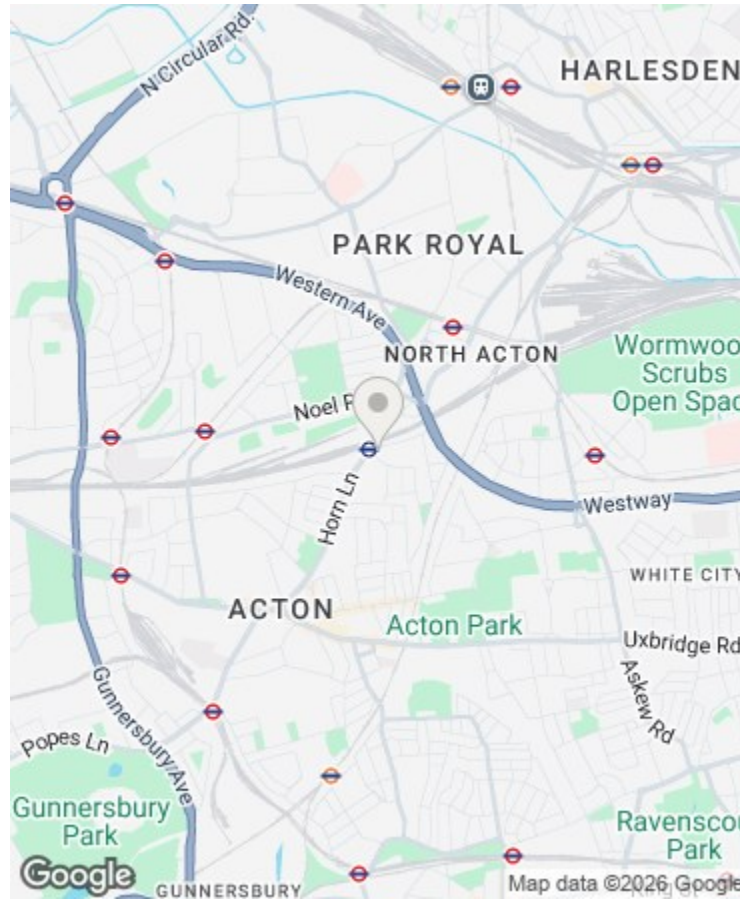 N Circular Rd.
HARLESDEN
PARK ROYAL
Western Ave
NORTH ACTON
Wormwoo
Scrubs
Open Spac
Noel
Horn Ln
Westway
WHITE CITY
ACTON
Acton Park
Uxbridge Rd
Askew Rd
Gunnersbury Ave
Popes Ln
Gunnersbury
Park
Ravenscou
Park
Google
GUNNERSBURY
Map data ©2026 Google